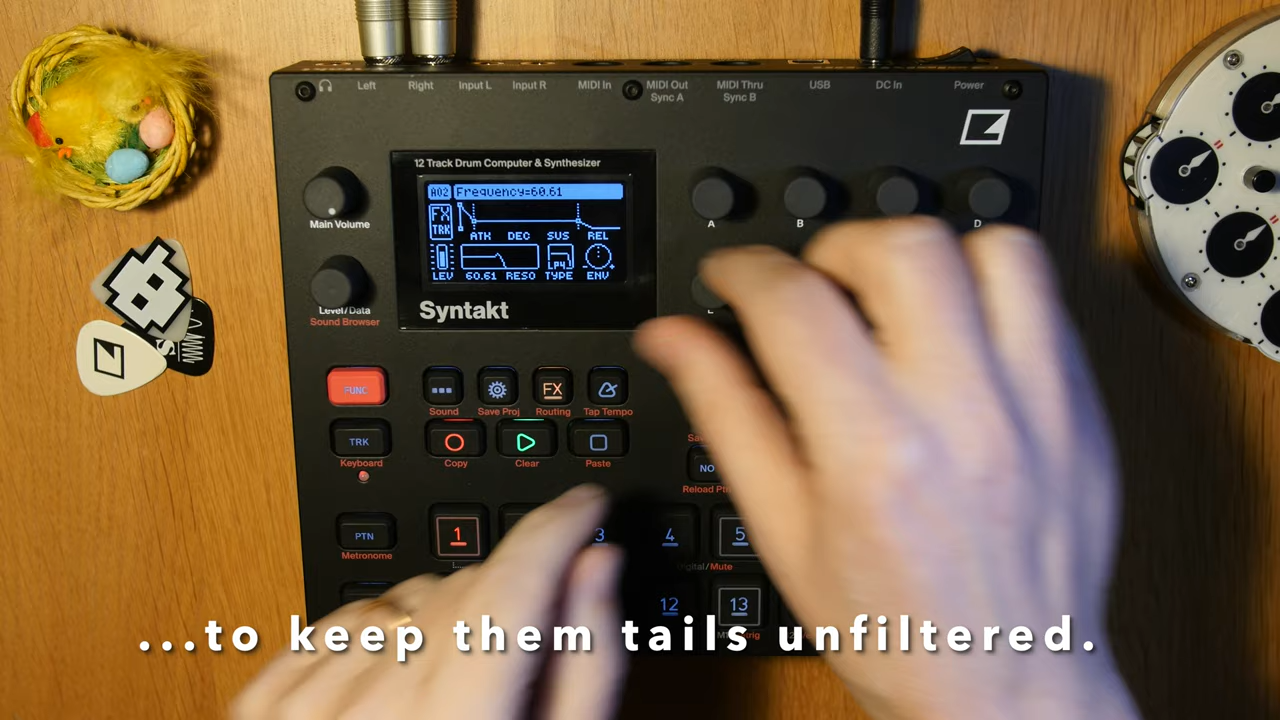 Left
Right
Input L
Input R
MIDI In
MIDI Out
Sync A
MIDI Thru
Sync B
USB
DC In
Power
12 Track Drum Computer & Synthesizer
A02 Frequency=60.61
FX
TRK
ATK DEC SUS REL
LEV 60.61 RESO TYPE ENV
Main Volume
A
B
D
Level/Data
Sound Browser
Syntakt
FUNC
FX
Sound
Save Proj
Routing
Tap Tempo
TRK
Keyboard
Copy
Clear
Paste
NO
PTN
Metronome
1
3
4
5
/Mute
12
13
...to keep them tails unfiltered.